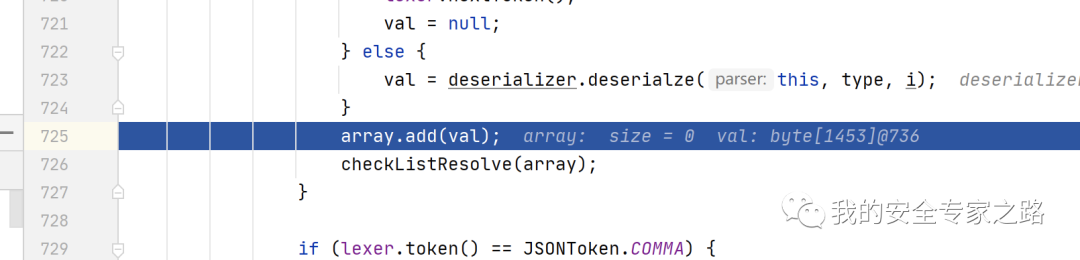 721 val = null;
722 } else {
723 val = deserializer.deserialze( parser: this, type, i); deserializer
724 }
725 array.add(val); array: size = 0 val: byte[1453]@736
726 checkListResolve(array);
727 }
728
729 if (lexer.token() == JSONToken.COMMA) {
我的安全专家之路